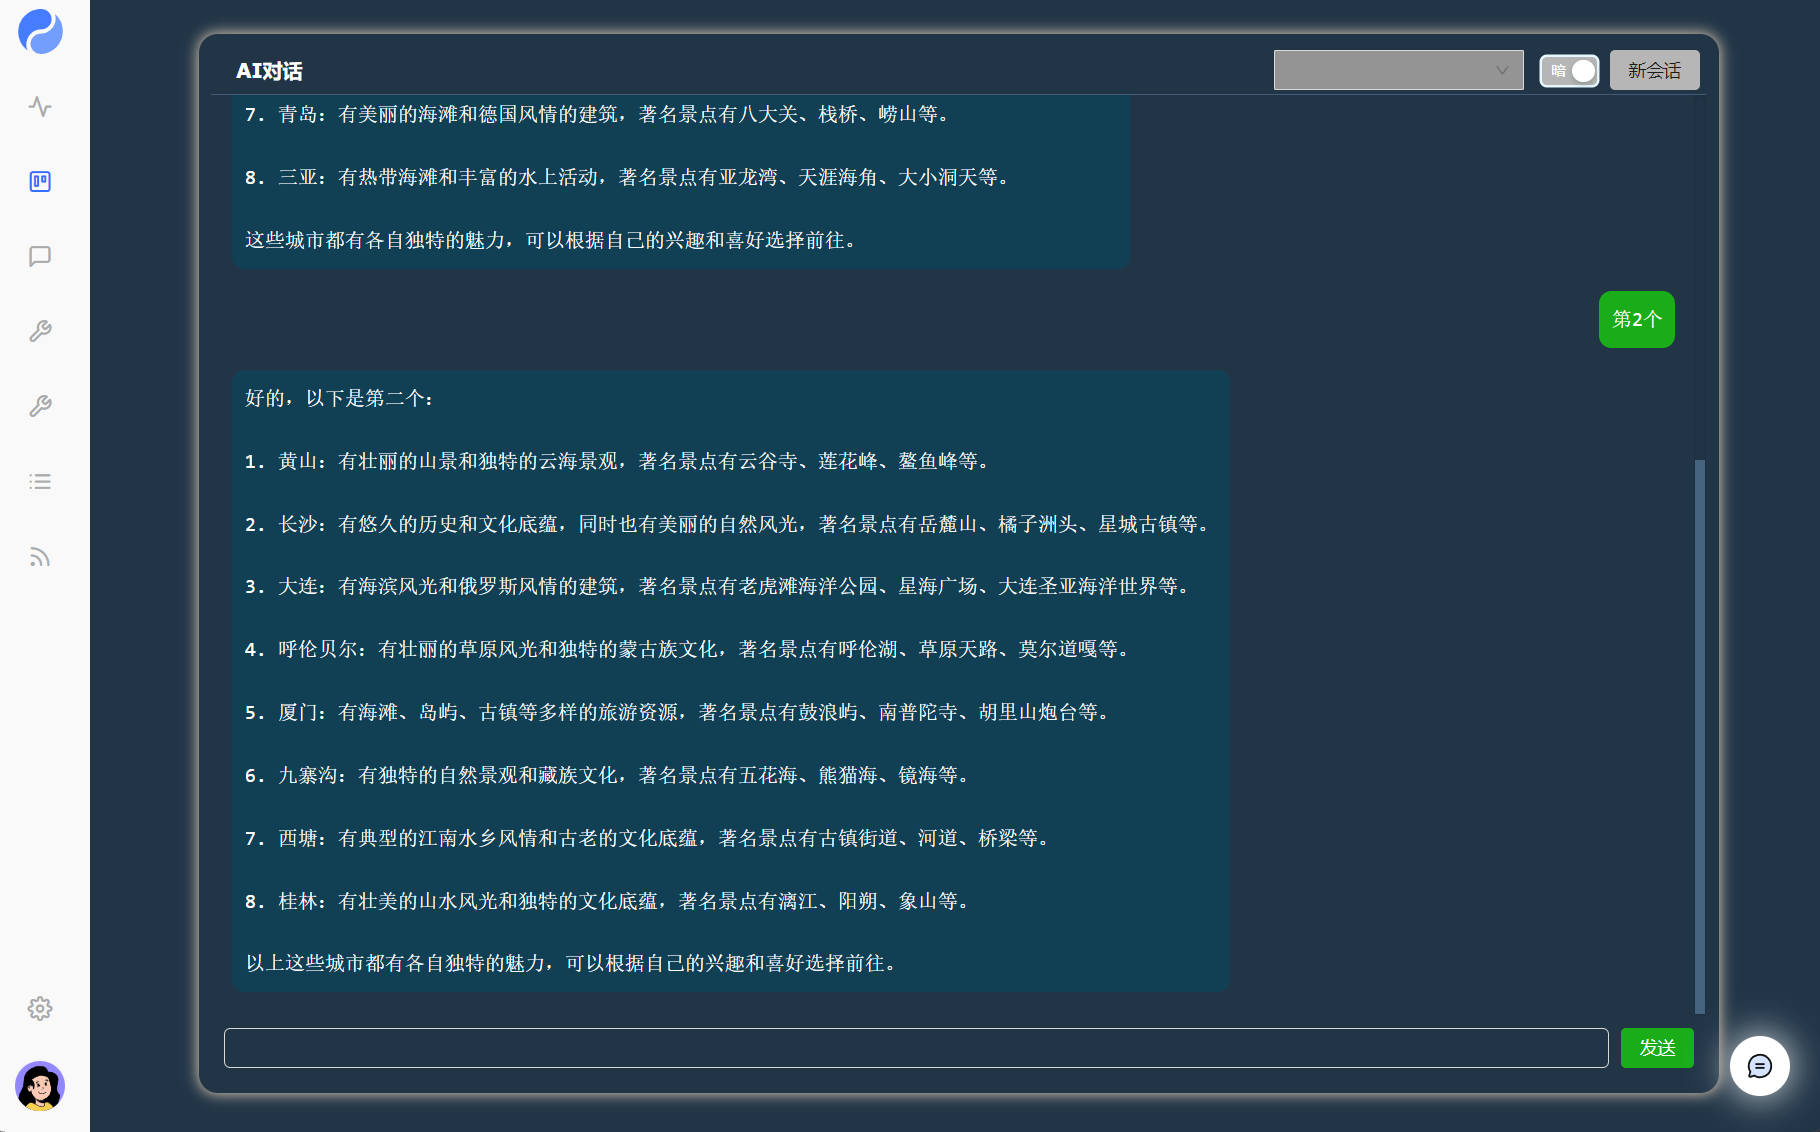 AI对话
暗
新会话
7. 青岛：有美丽的海滩和德国风情的建筑，著名景点有八大关、栈桥、崂山等。
8. 三亚：有热带海滩和丰富的水上活动，著名景点有亚龙湾、天涯海角、大小洞天等。
这些城市都有各自独特的魅力，可以根据自己的兴趣和喜好选择前往。
第2个
好的，以下是第二个：
1. 黄山：有壮丽的山景和独特的云海景观，著名景点有云谷寺、莲花峰、鳌鱼峰等。
2. 长沙：有悠久的历史和文化底蕴，同时也有美丽的自然风光，著名景点有岳麓山、橘子洲头、星城古镇等。
3. 大连：有海滨风光和俄罗斯风情的建筑，著名景点有老虎滩海洋公园、星海广场、大连圣亚海洋世界等。
4. 呼伦贝尔：有壮丽的草原风光和独特的蒙古族文化，著名景点有呼伦湖、草原天路、莫尔道嘎等。
5. 厦门：有海滩、岛屿、古镇等多样的旅游资源，著名景点有鼓浪屿、南普陀寺、胡里山炮台等。
6. 九寨沟：有独特的自然景观和藏族文化，著名景点有五花海、熊猫海、镜海等。
7. 西塘：有典型的江南水乡风情和古老的文化底蕴，著名景点有古镇街道、河道、桥梁等。
8. 桂林：有壮美的山水风光和独特的文化底蕴，著名景点有漓江、阳朔、象山等。
以上这些城市都有各自独特的魅力，可以根据自己的兴趣和喜好选择前往。
发送